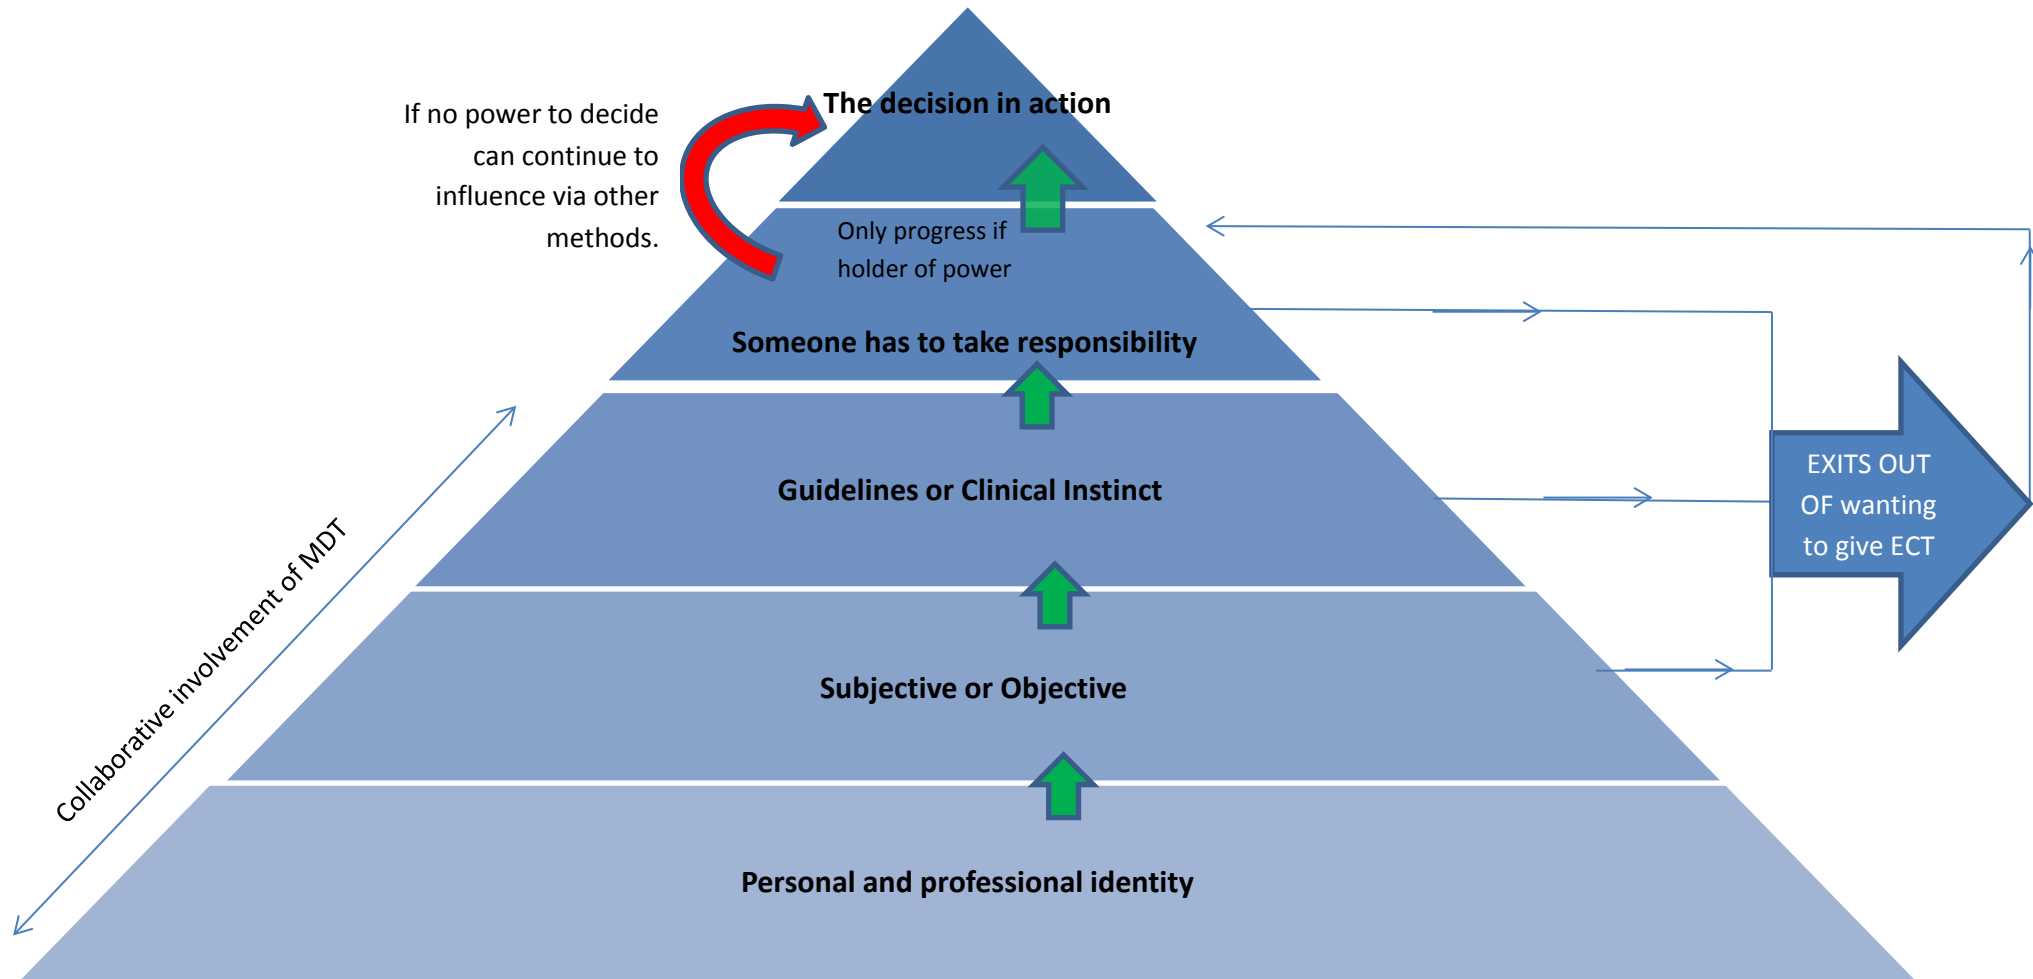 The decision in action
If no power to decide
can continue to
influence via other
methods.
Only progress if
holder of power
Someone has to take responsibility
Guidelines or Clinical Instinct
EXITS OUT
OF wanting
to give ECT
Collaborative involvement of MDT
Subjective or Objective
Personal and professional identity